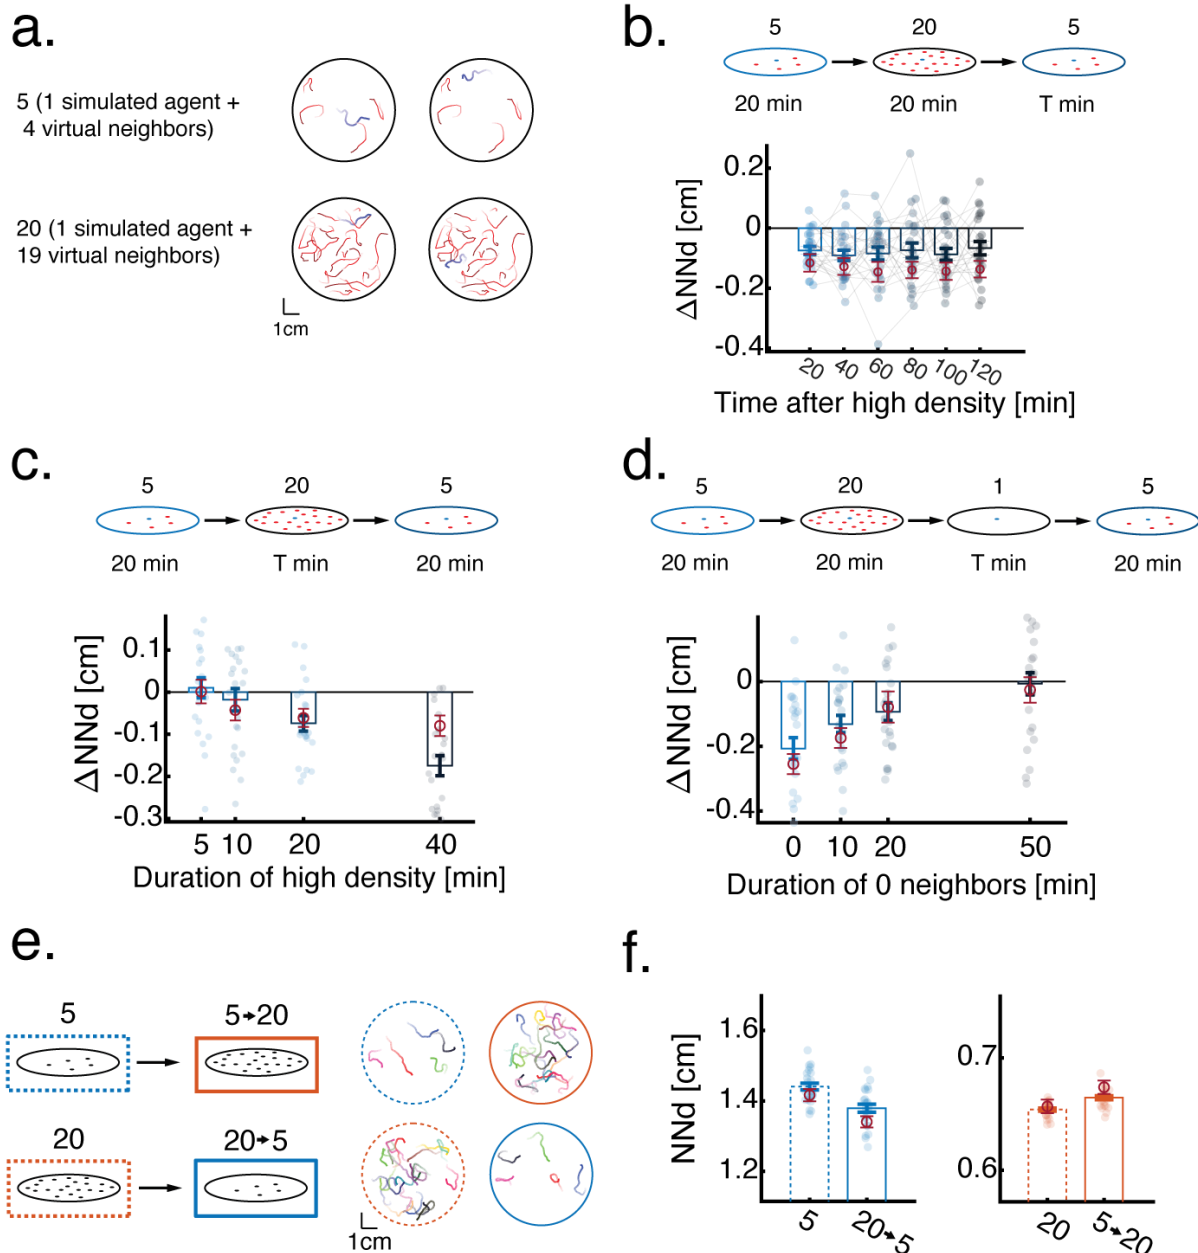 a.
5 (1 simulated agent +
4 virtual neighbors)
20 (1 simulated agent +
19 virtual neighbors)
1cm
b.
5 20 5
20 min 20 min T min
0.2
0
-0.2
-0.4
ΔNNd [cm]
20 40 60 80 100 120
Time after high density [min]
c.
5 20 5
20 min T min 20 min
0.1
0
-0.1
-0.2
-0.3
ΔNNd [cm]
5 10 20 40
Duration of high density [min]
d.
5 20 1 5
20 min 20 min T min 20 min
0
-0.2
-0.4
ΔNNd [cm]
0 10 20 50
Duration of 0 neighbors [min]
e.
5 5→20
20 20→5
1cm
f.
1.6
1.4
1.2
NNd [cm]
5 20→5
0.7
0.6
20 5→20